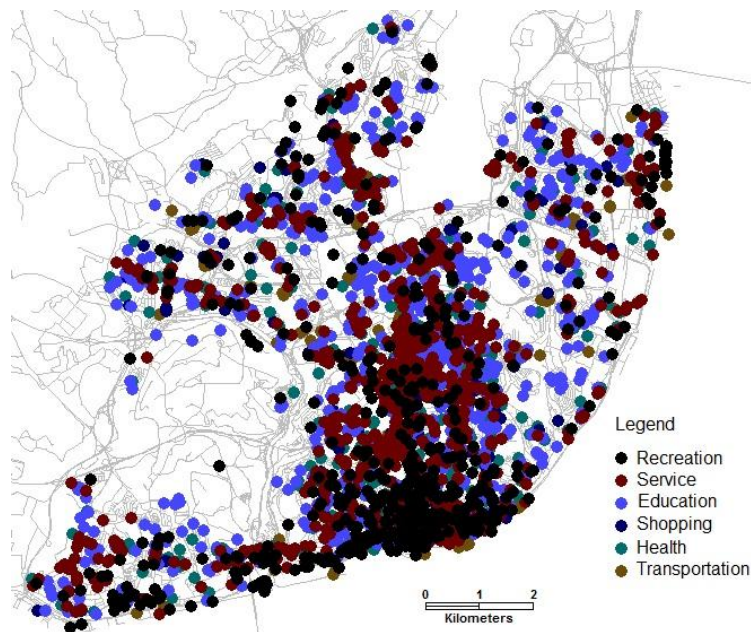 Legend
Recreation
Service
Education
Shopping
Health
Transportation
0 1 2
Kilometers